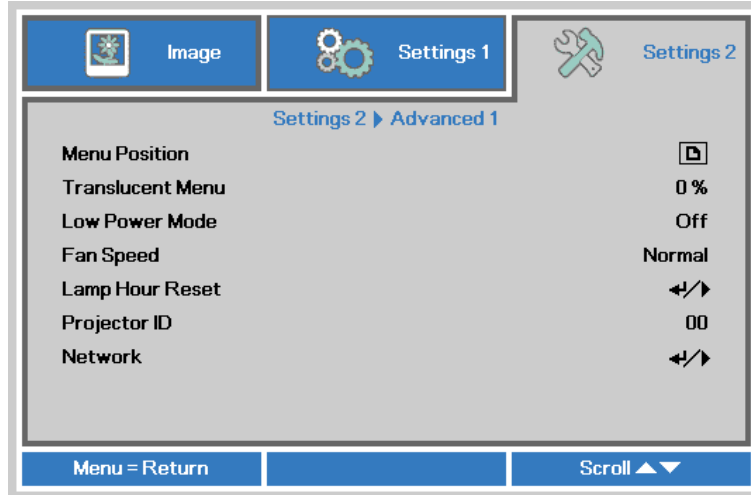 Image
Settings 1
Settings 2
Settings 2 ▶ Advanced 1
Menu Position
Translucent Menu 0 %
Low Power Mode Off
Fan Speed Normal
Lamp Hour Reset ↵/▶
Projector ID 00
Network ↵/▶
Menu = Return
Scroll ▲▼